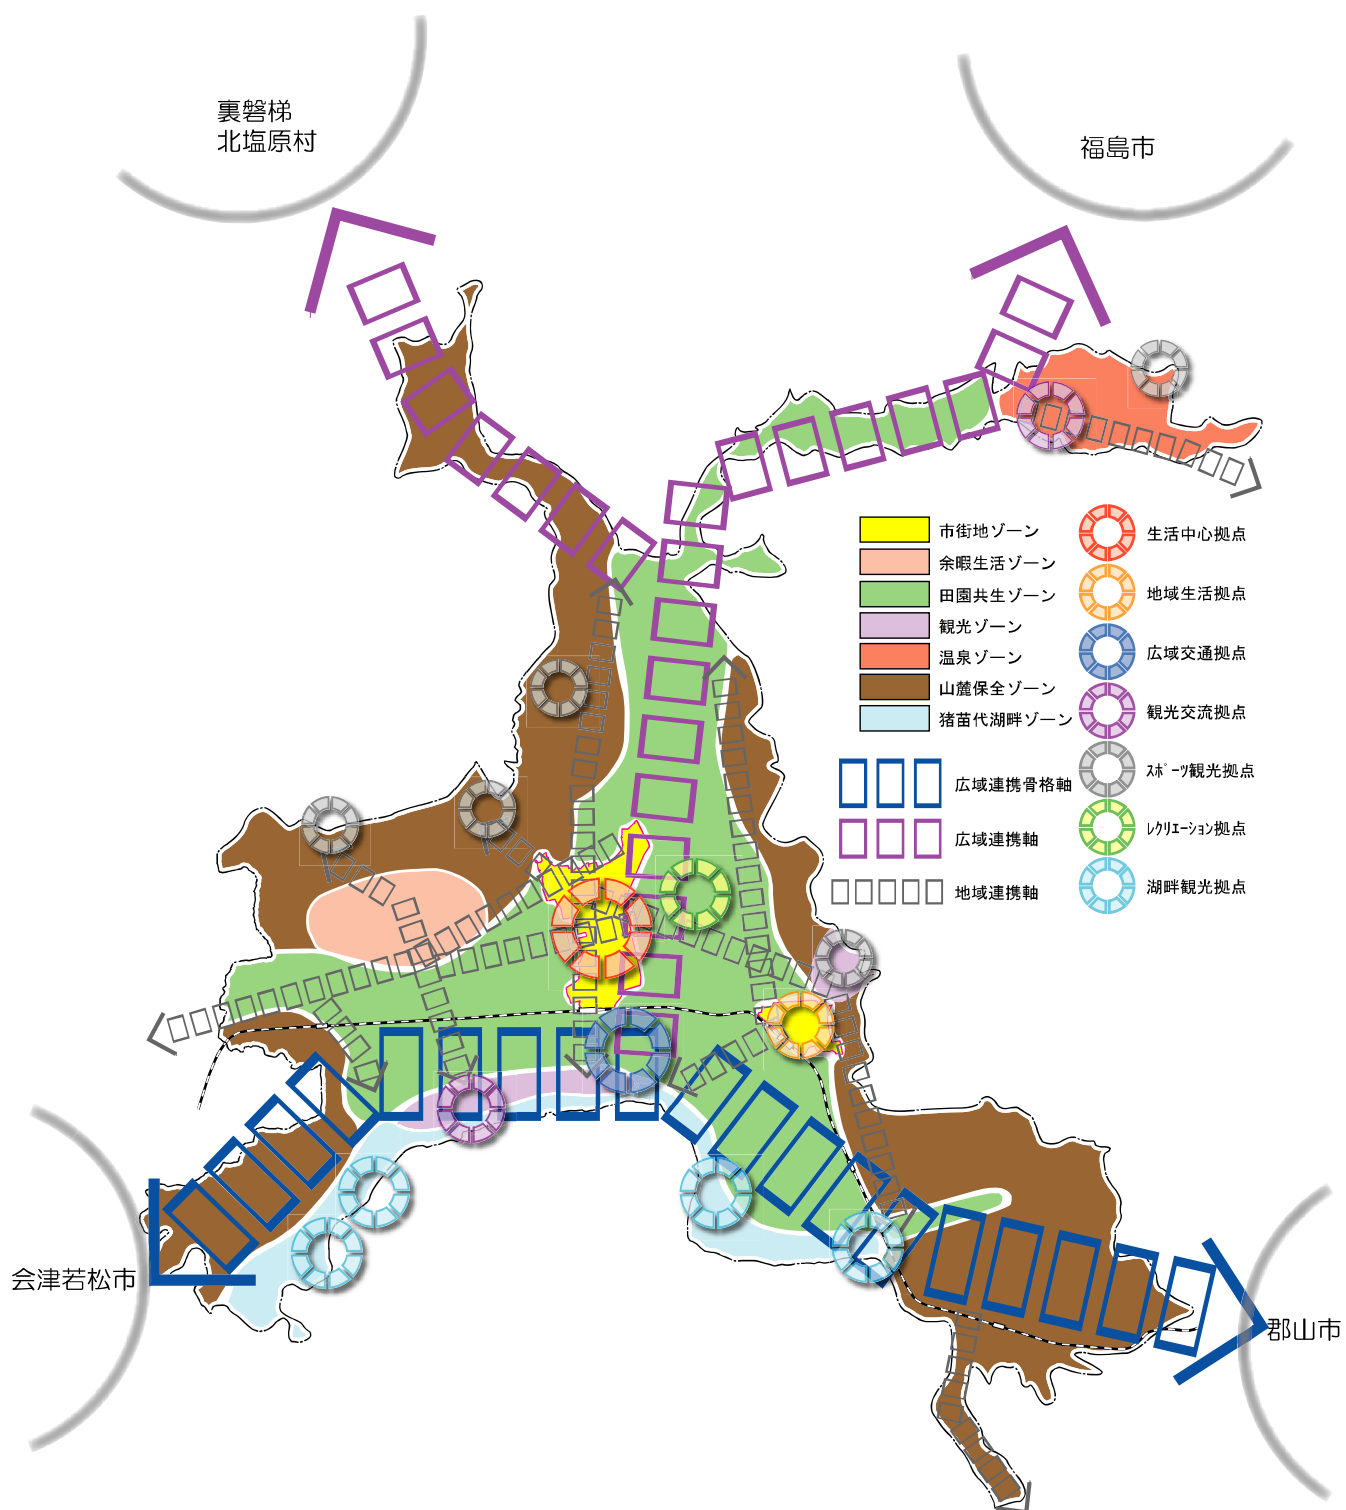 裏磐梯
北塩原村
福島市
市街地ゾーン
余暇生活ゾーン
田園共生ゾーン
観光ゾーン
温泉ゾーン
山麓保全ゾーン
猪苗代湖畔ゾーン
広域連携骨格軸
広域連携軸
地域連携軸
生活中心拠点
地域生活拠点
広域交通拠点
観光交流拠点
ｽﾎﾟｰﾂ観光拠点
ﾚｸﾘｴｰｼｮﾝ拠点
湖畔観光拠点
会津若松市
郡山市